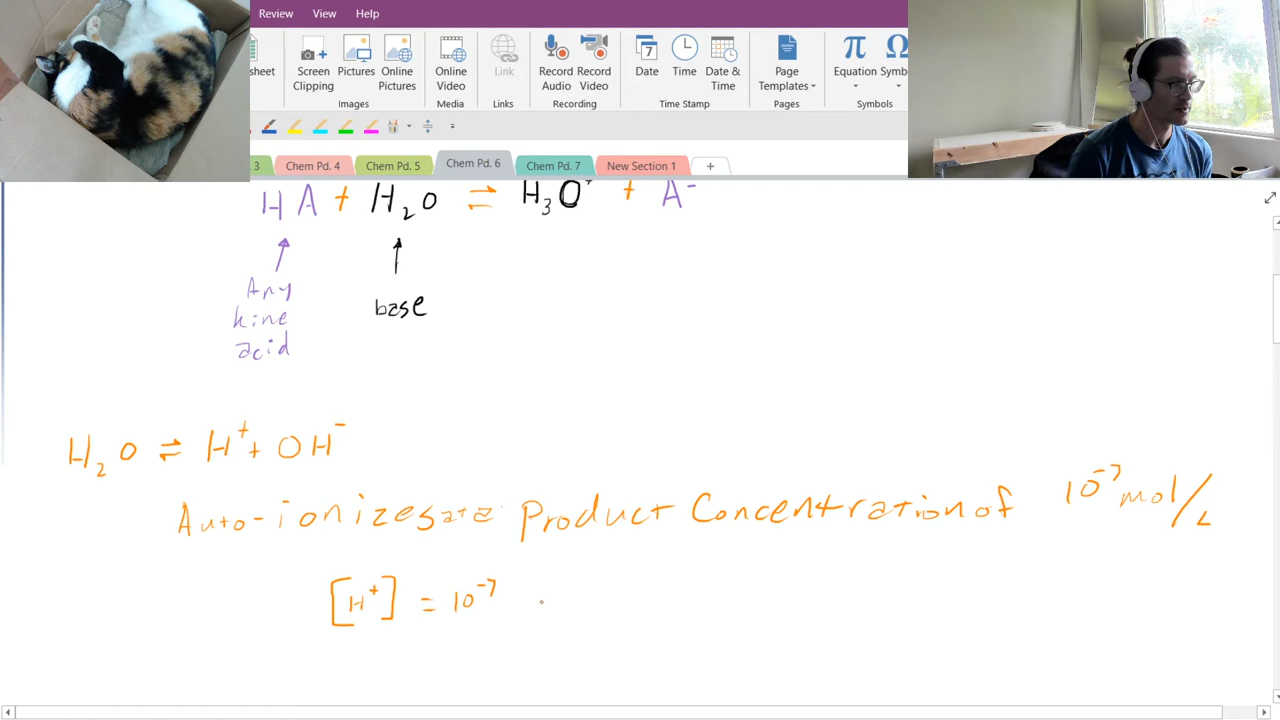 Review View Help
Screen Clipping Pictures Online Pictures Online Video Link Record Audio Record Video Date Time Date & Time Page Templates Equation
Images Media Links Recording Time Stamp Pages Symbols
3 Chem Pd. 4 Chem Pd. 5 Chem Pd. 6 Chem Pd. 7 New Section 1 +
HA + H₂O ⇌ H₃O⁺ + A⁻
Any
kine
acid
base
H₂O ⇌ H⁺ + OH⁻
Auto-ionizes at a Product Concentration of 10⁻⁷ mol/L
[H⁺] = 10⁻⁷